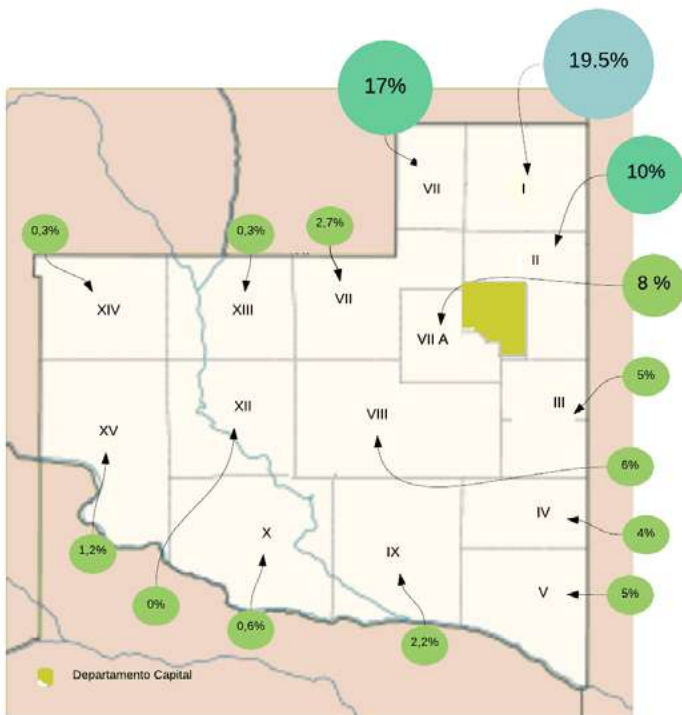 19.5%
17%
10%
0,3%
0,3%
2,7%
VII
I
II
8 %
XIV
XIII
VII
VII A
5%
XV
XII
VIII
III
6%
IV
4%
X
IX
V
5%
1,2%
0%
0,6%
2,2%
Departamento Capital